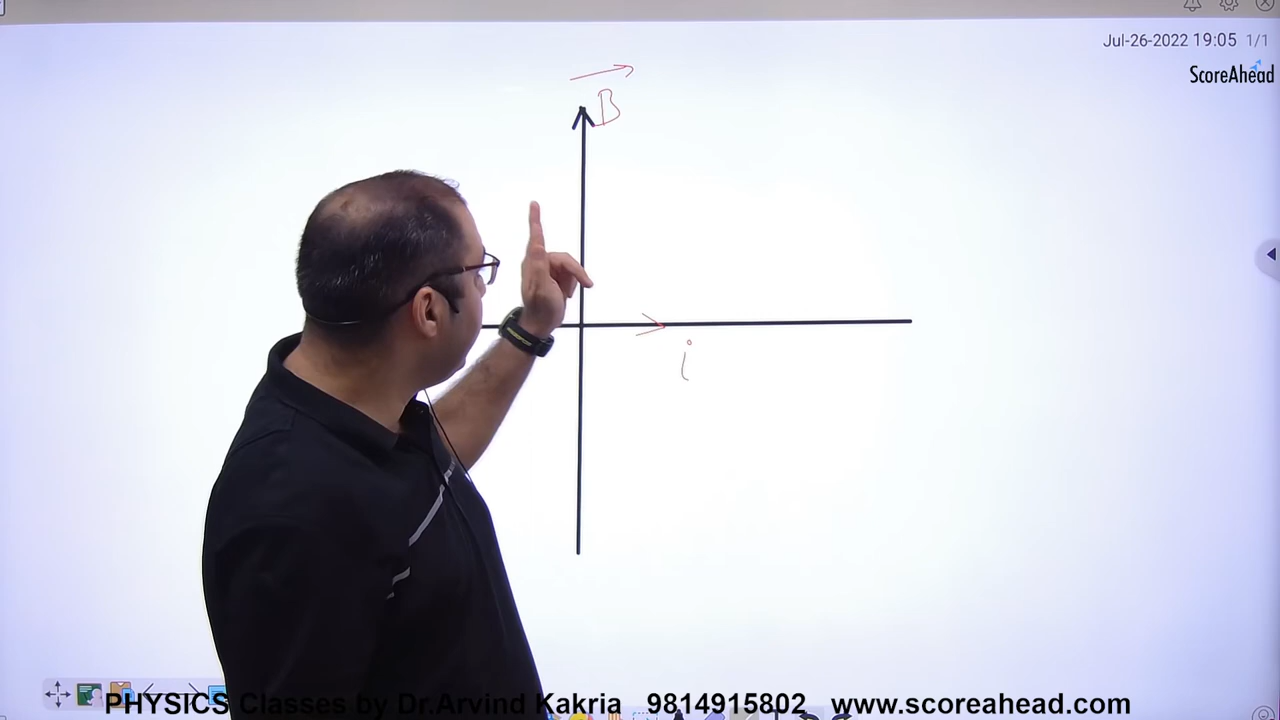 Jul-26-2022 19:05 1/1
ScoreAhead
B
i
PHYSICS Classes by Dr.Arvind Kakria 9814915802 www.scoreahead.com